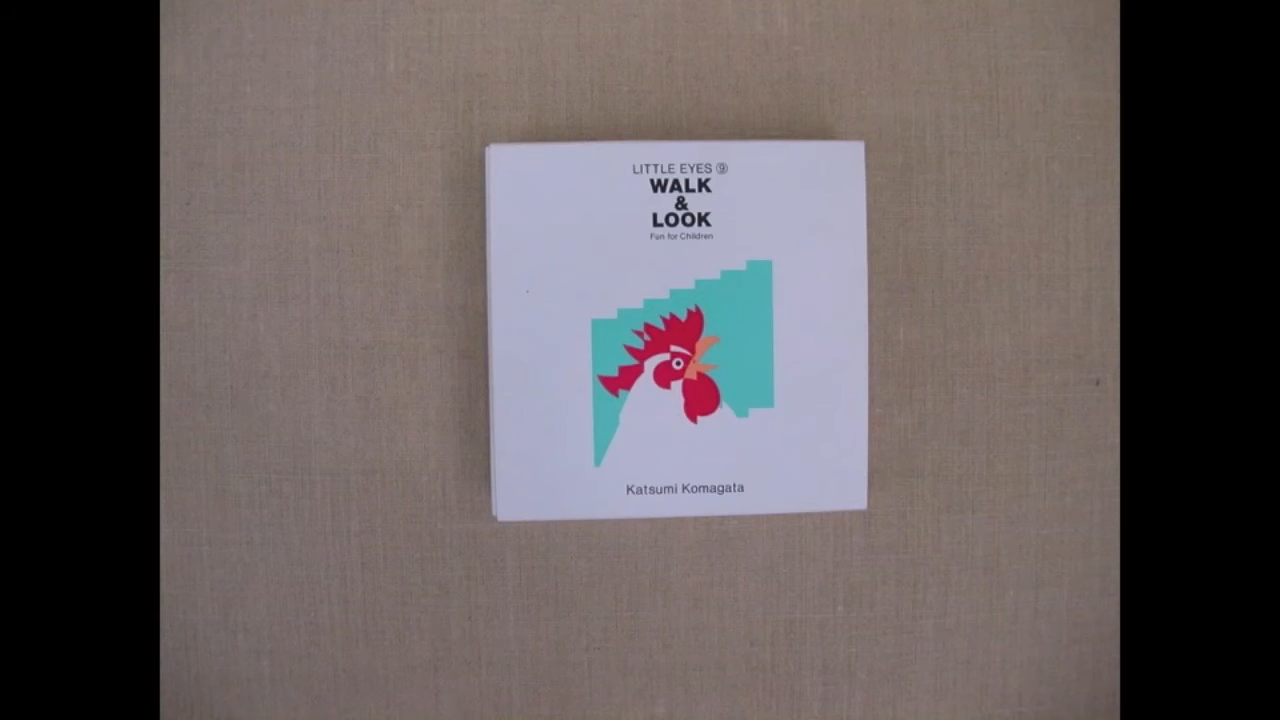 LITTLE EYES ⑨
WALK
&
LOOK
Fun for Children
Katsumi Komagata